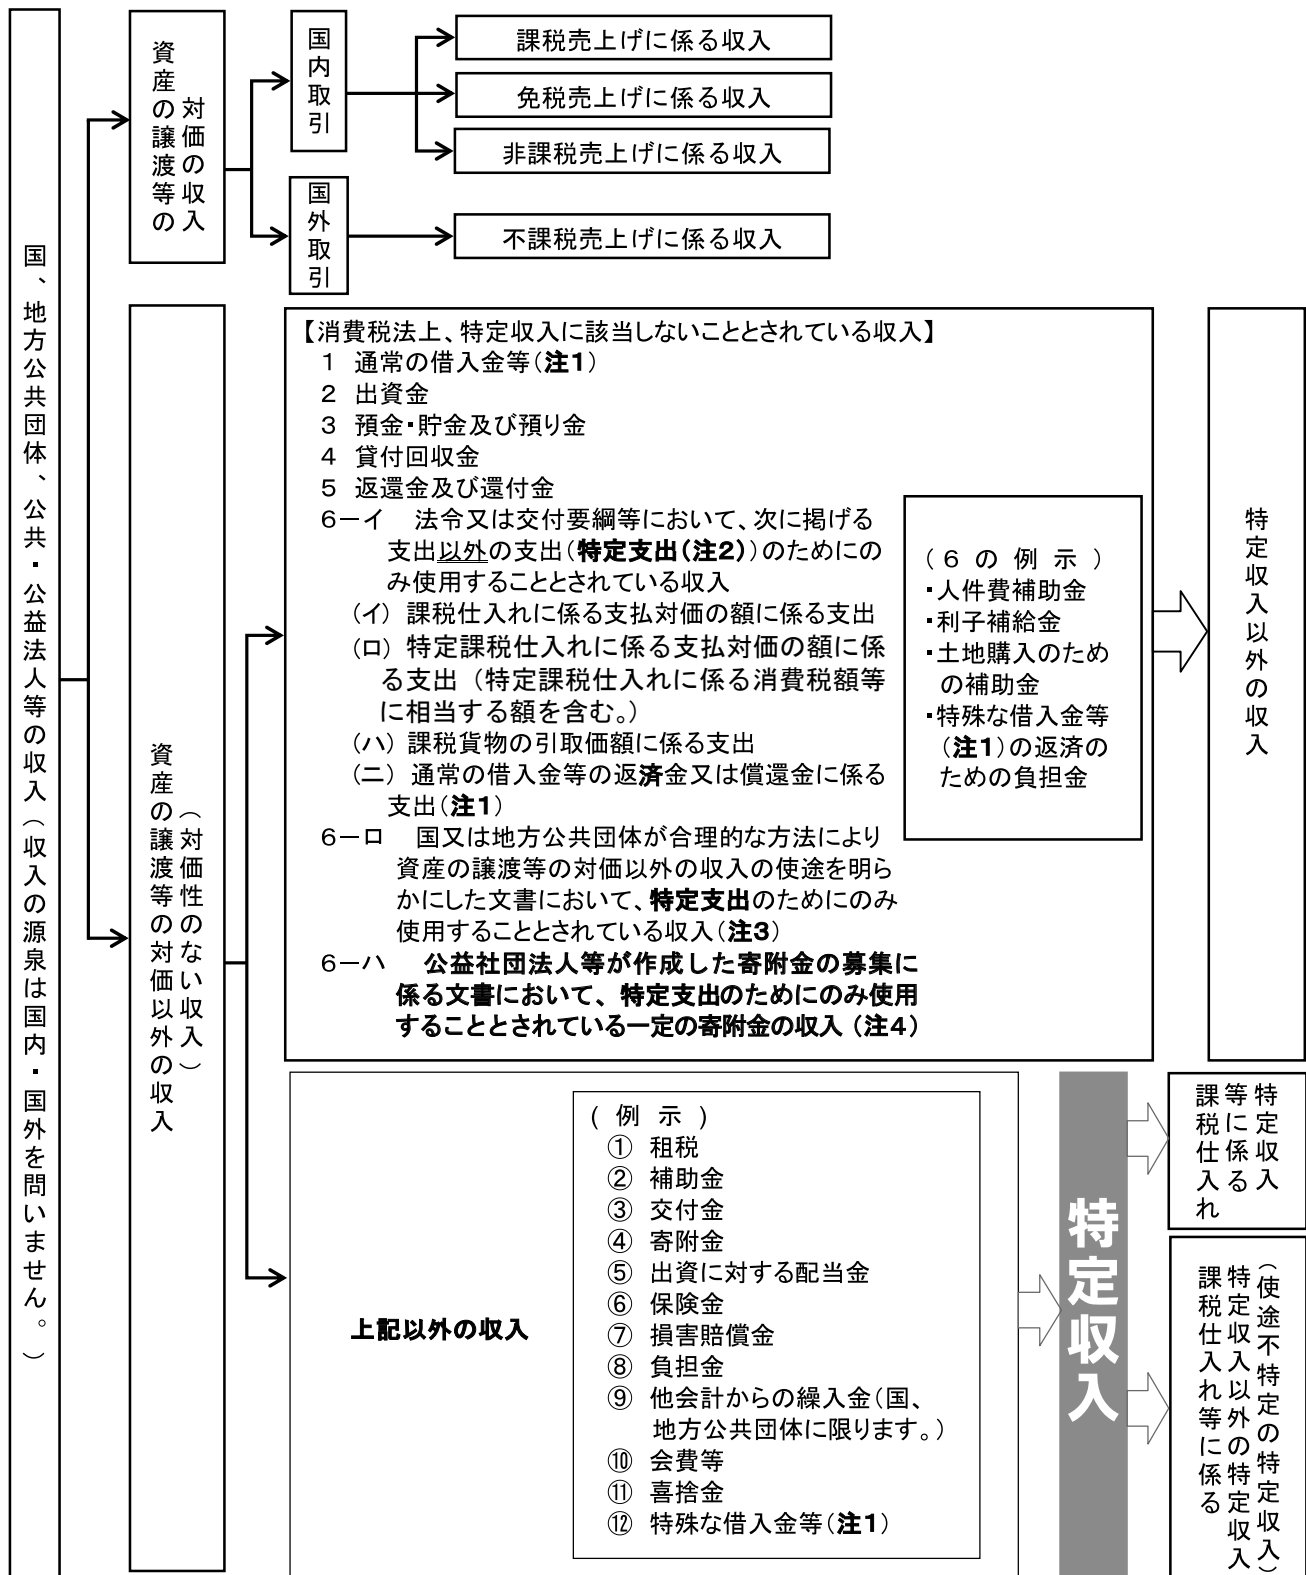 国、地方公共団体、公共・公益法人等の収入（収入の源泉は国内・国外を問いません。）
資産の譲渡等の
対価の収入
国内取引
課税売上げに係る収入
免税売上げに係る収入
非課税売上げに係る収入
国外取引
不課税売上げに係る収入
資産の譲渡等の対価以外の収入
（対価性のない収入）
【消費税法上、特定収入に該当しないこととされている収入】
１ 通常の借入金等（注１）
２ 出資金
３ 預金・貯金及び預り金
４ 貸付回収金
５ 返還金及び還付金
６－イ 法令又は交付要綱等において、次に掲げる
支出以外の支出（特定支出（注２））のためにの
み使用することとされている収入
（イ）課税仕入れに係る支払対価の額に係る支出
（ロ）特定課税仕入れに係る支払対価の額に係
る支出（特定課税仕入れに係る消費税額等
に相当する額を含む。）
（ハ）課税貨物の引取価額に係る支出
（ニ）通常の借入金等の返済金又は償還金に係る
支出（注１）
６－ロ 国又は地方公共団体が合理的な方法により
資産の譲渡等の対価以外の収入の使途を明ら
かにした文書において、特定支出のためにのみ
使用することとされている収入（注３）
６－ハ 公益社団法人等が作成した寄附金の募集に
係る文書において、特定支出のためにのみ使用
することとされている一定の寄附金の収入（注４）
（６の例示）
・人件費補助金
・利子補給金
・土地購入のため
の補助金
・特殊な借入金等
（注１）の返済の
ための負担金
特定収入以外の収入
上記以外の収入
（例示）
① 租税
② 補助金
③ 交付金
④ 寄附金
⑤ 出資に対する配当金
⑥ 保険金
⑦ 損害賠償金
⑧ 負担金
⑨ 他会計からの繰入金（国、
地方公共団体に限ります。）
⑩ 会費等
⑪ 喜捨金
⑫ 特殊な借入金等（注１）
特定収入
課税仕入れ
等に係る
特定収入
課税仕入れ等に係る
特定収入以外の特定収入
（使途不特定の特定収入）